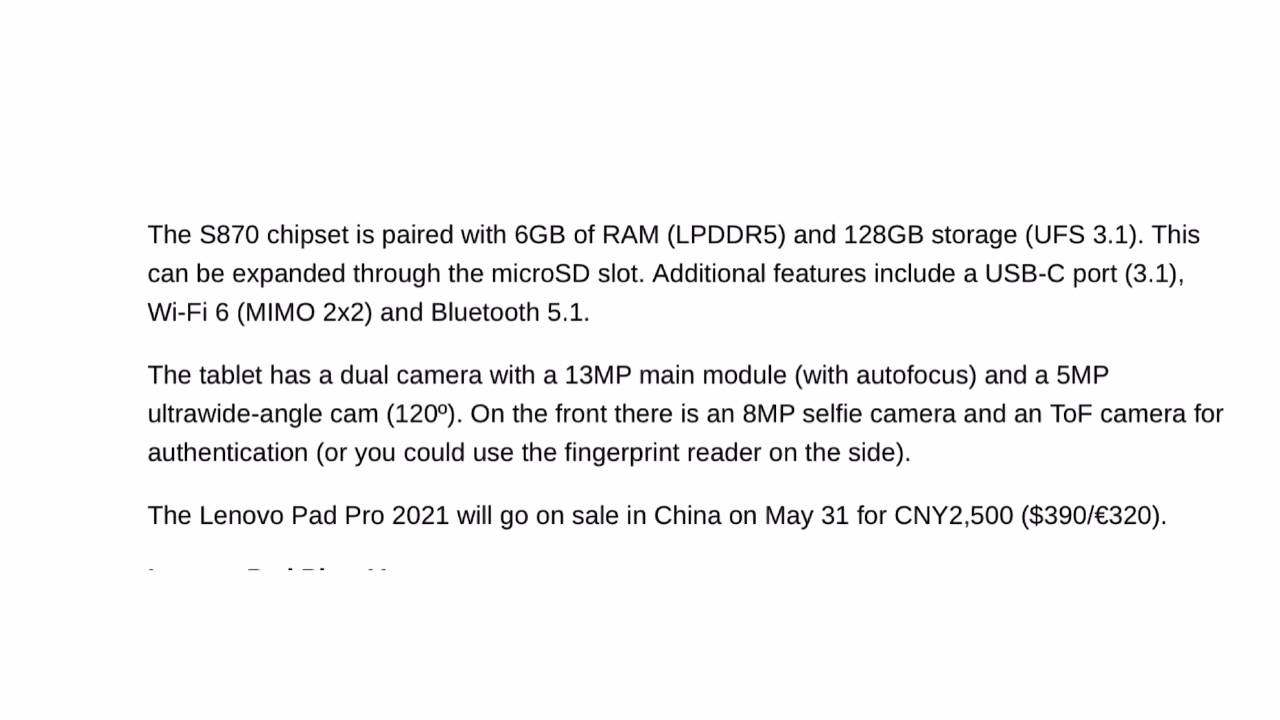 The S870 chipset is paired with 6GB of RAM (LPDDR5) and 128GB storage (UFS 3.1). This
can be expanded through the microSD slot. Additional features include a USB-C port (3.1),
Wi-Fi 6 (MIMO 2x2) and Bluetooth 5.1.
The tablet has a dual camera with a 13MP main module (with autofocus) and a 5MP
ultrawide-angle cam (120º). On the front there is an 8MP selfie camera and an ToF camera for
authentication (or you could use the fingerprint reader on the side).
The Lenovo Pad Pro 2021 will go on sale in China on May 31 for CNY2,500 ($390/€320).